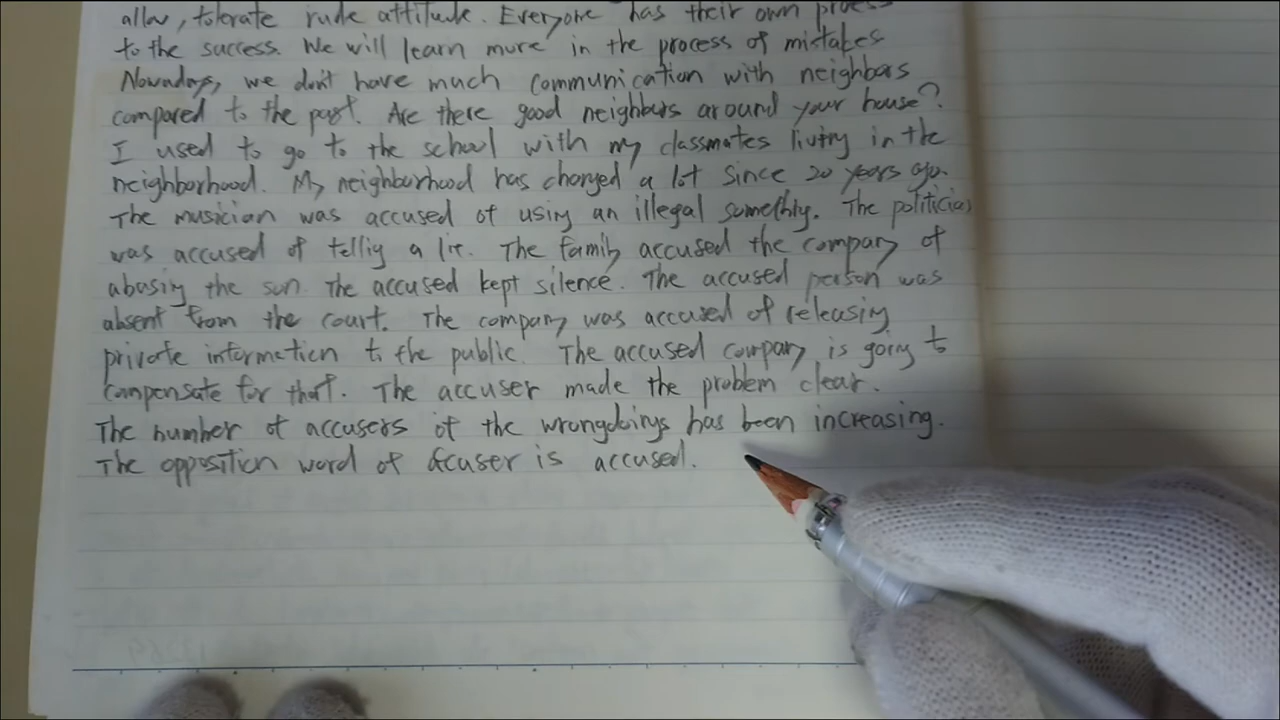 allow, tolerate rude attitude. Everyone has their own process
to the success. We will learn more in the process of mistakes
Nowadays, we don't have much communication with neighbors
compared to the past. Are there good neighbors around your house?
I used to go to the school with my classmates living in the
neighborhood. My neighborhood has changed a lot since 20 years ago.
The musician was accused of using an illegal something. The politician
was accused of telling a lie. The family accused the company of
abusing the son. The accused kept silence. The accused person was
absent from the court. The company was accused of releasing
private information to the public. The accused company is going to
compensate for that. The accuser made the problem clear.
The number of accusers of the wrongdoings has been increasing.
The opposition word of Acuser is accused.